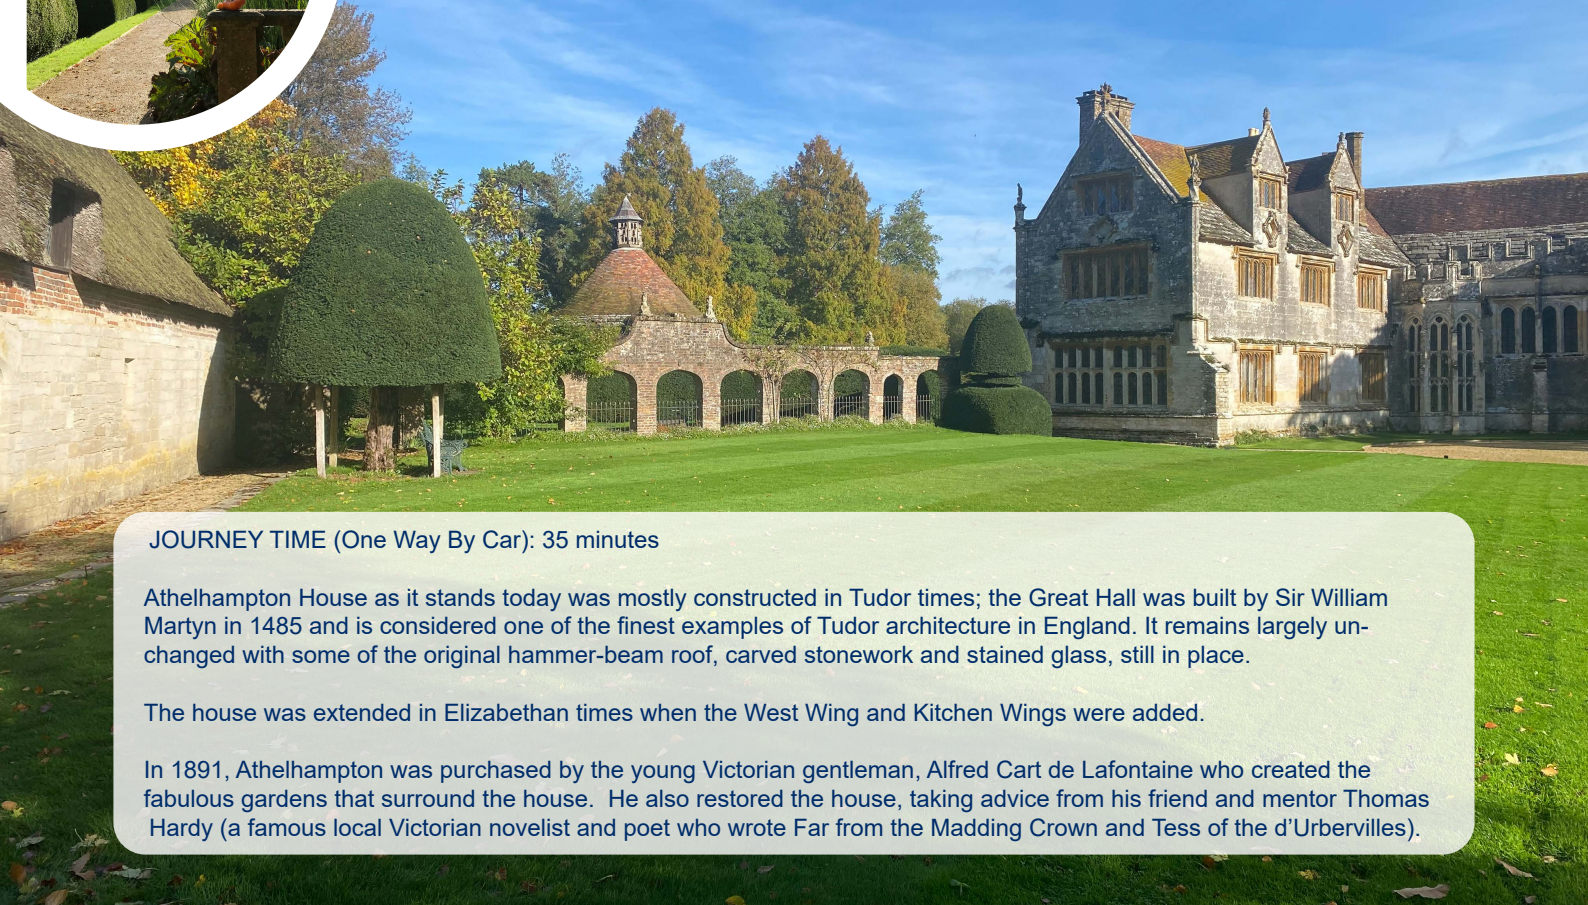 JOURNEY TIME (One Way By Car): 35 minutes
Athelhampton House as it stands today was mostly constructed in Tudor times; the Great Hall was built by Sir William
Martyn in 1485 and is considered one of the finest examples of Tudor architecture in England. It remains largely un-
changed with some of the original hammer-beam roof, carved stonework and stained glass, still in place.
The house was extended in Elizabethan times when the West Wing and Kitchen Wings were added.
In 1891, Athelhampton was purchased by the young Victorian gentleman, Alfred Cart de Lafontaine who created the
fabulous gardens that surround the house.  He also restored the house, taking advice from his friend and mentor Thomas
Hardy (a famous local Victorian novelist and poet who wrote Far from the Madding Crown and Tess of the d’Urbervilles).